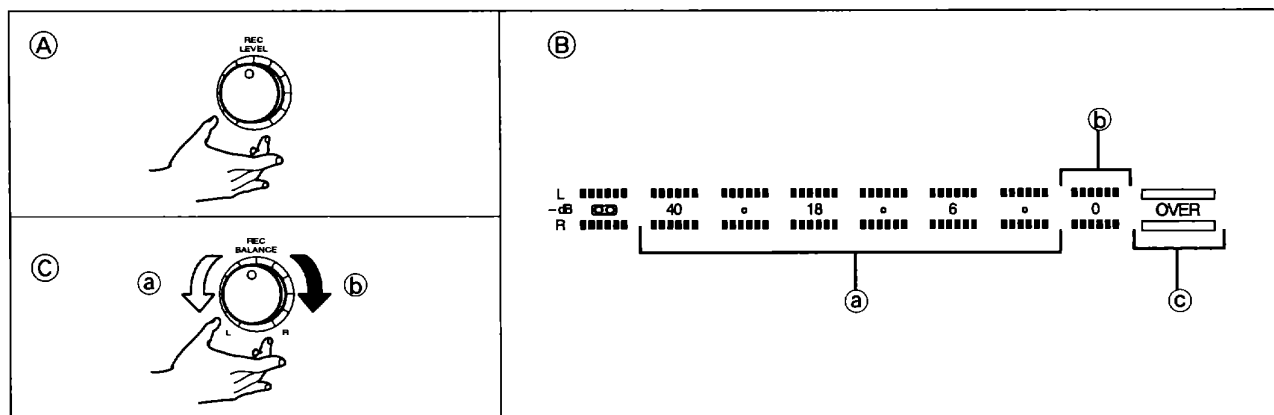 Ⓐ
REC
LEVEL
Ⓒ
REC
BALANCE
ⓐ
ⓑ
L R
Ⓑ
ⓑ
L
−dB ∞ 40 18 6 0 OVER
R
ⓐ
ⓒ